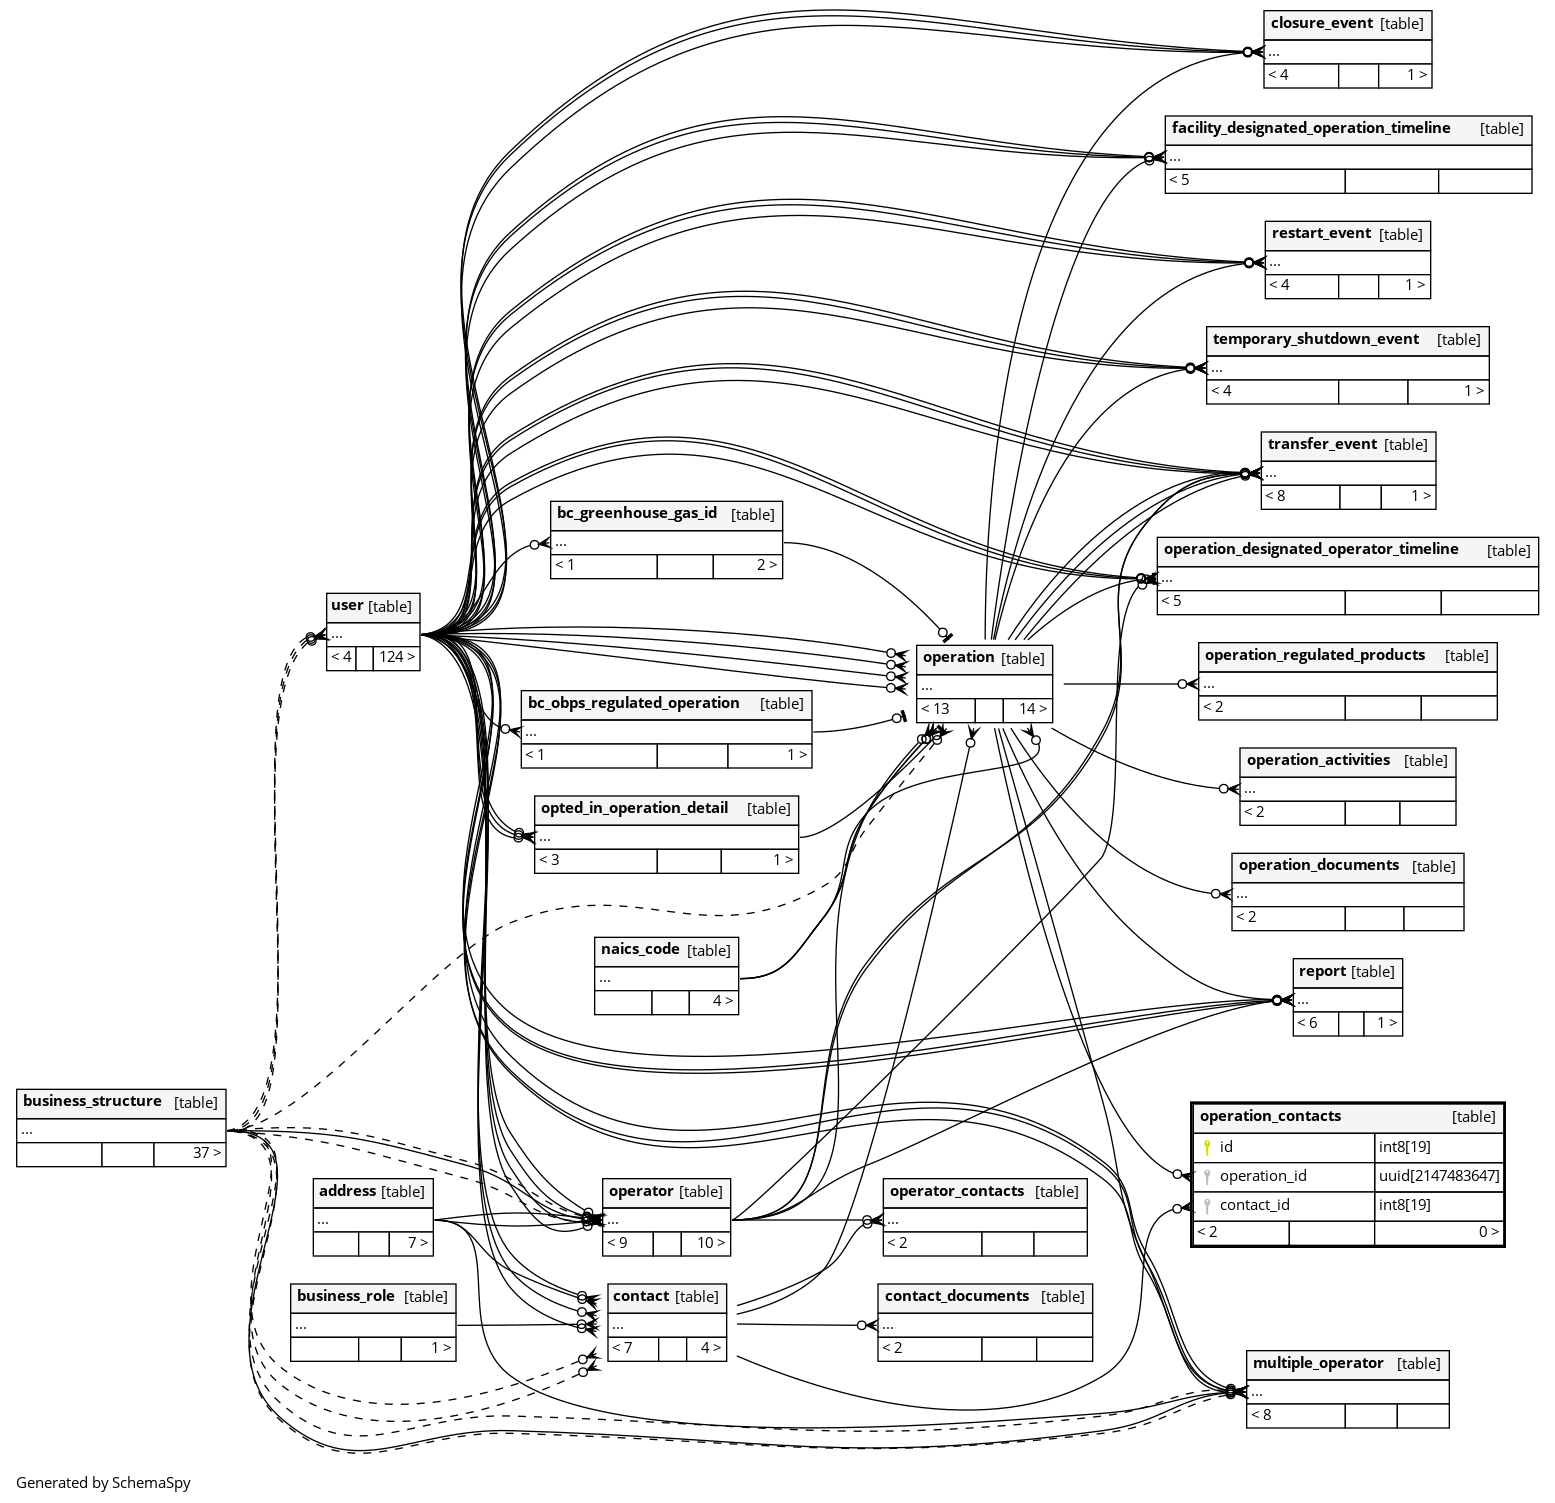 closure_event [table]
...
< 4 1 >
facility_designated_operation_timeline [table]
...
< 5
restart_event [table]
...
< 4 1 >
temporary_shutdown_event [table]
...
< 4 1 >
transfer_event [table]
...
< 8 1 >
bc_greenhouse_gas_id [table]
...
< 1 2 >
operation_designated_operator_timeline [table]
...
< 5
user [table]
...
< 4 124 >
operation [table]
...
< 13 14 >
operation_regulated_products [table]
...
< 2
bc_obps_regulated_operation [table]
...
< 1 1 >
operation_activities [table]
...
< 2
opted_in_operation_detail [table]
...
< 3 1 >
operation_documents [table]
...
< 2
naics_code [table]
...
4 >
report [table]
...
< 6 1 >
business_structure [table]
...
37 >
operation_contacts [table]
id int8[19]
operation_id uuid[2147483647]
contact_id int8[19]
< 2 0 >
address [table]
...
7 >
operator [table]
...
< 9 10 >
operator_contacts [table]
...
< 2
business_role [table]
...
1 >
contact [table]
...
< 7 4 >
contact_documents [table]
...
< 2
multiple_operator [table]
...
< 8
Generated by SchemaSpy